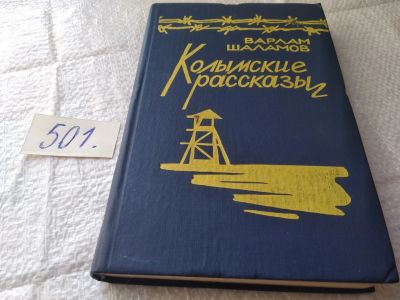 ВАРЛАМ
ШАЛАМОВ
Колымские
рассказы
501.